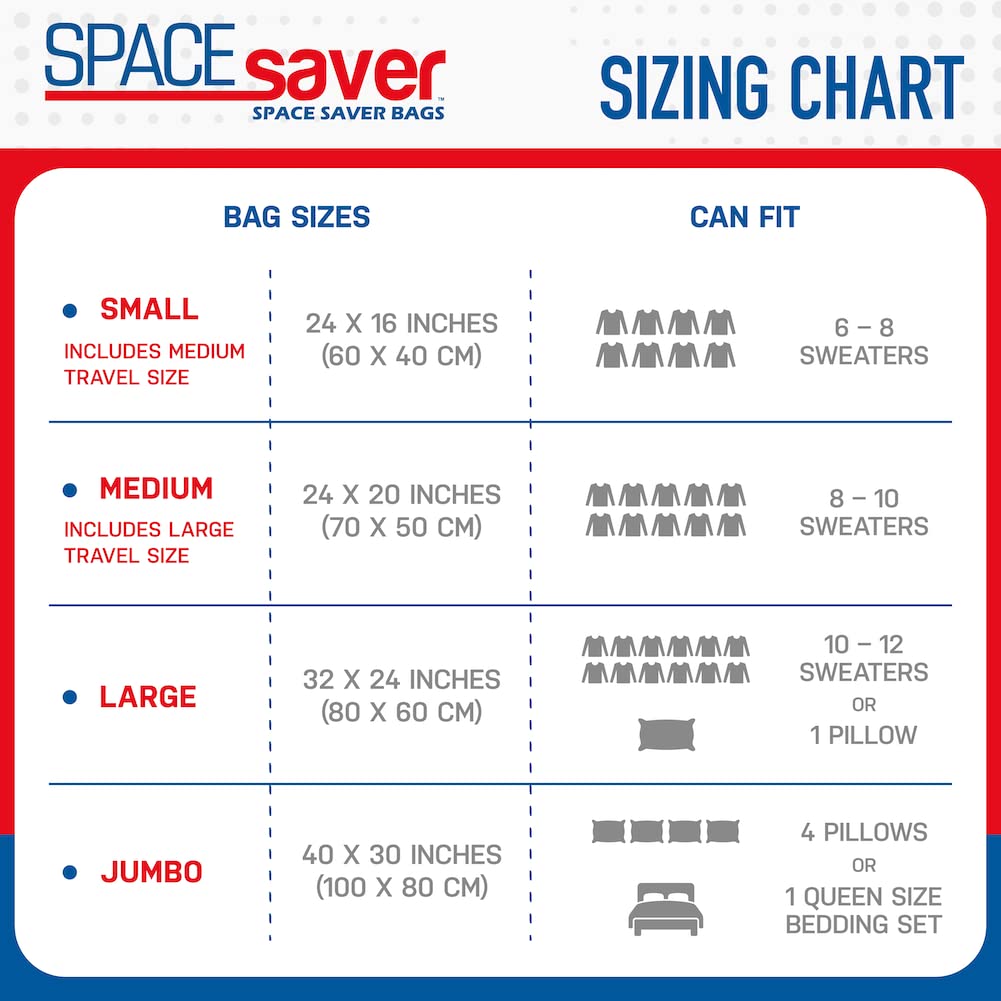 SPACE saver™
SPACE SAVER BAGS
SIZING CHART
BAG SIZES
CAN FIT
SMALL
INCLUDES MEDIUM
TRAVEL SIZE
24 X 16 INCHES
(60 X 40 CM)
6 – 8
SWEATERS
MEDIUM
INCLUDES LARGE
TRAVEL SIZE
24 X 20 INCHES
(70 X 50 CM)
8 – 10
SWEATERS
LARGE
32 X 24 INCHES
(80 X 60 CM)
10 – 12
SWEATERS
OR
1 PILLOW
JUMBO
40 X 30 INCHES
(100 X 80 CM)
4 PILLOWS
OR
1 QUEEN SIZE
BEDDING SET